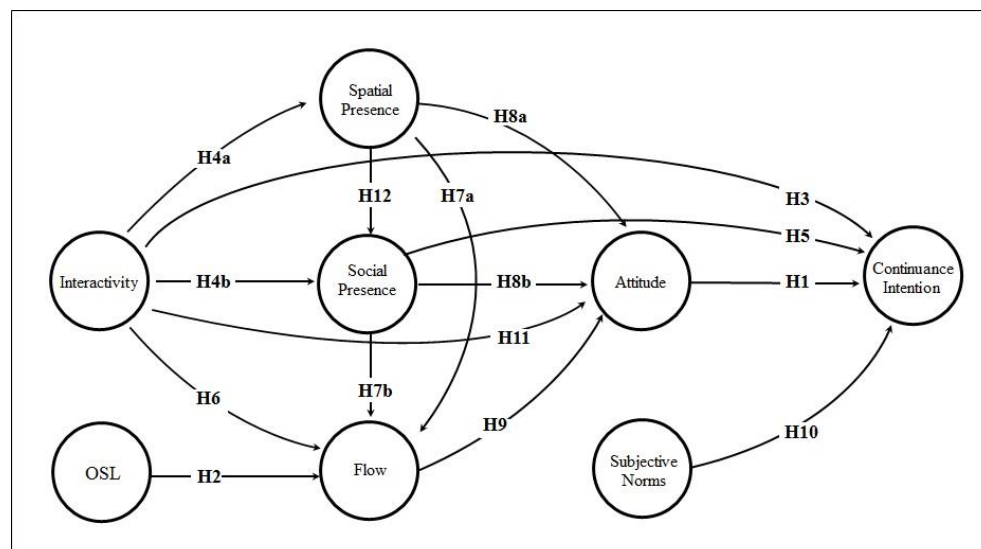 Spatial
Presence
H8a
H4a
H12
H7a
H3
H5
Interactivity
H4b
Social
Presence
H8b
Attitude
H1
Continuance
Intention
H11
H7b
H6
H9
H10
OSL
H2
Flow
Subjective
Norms